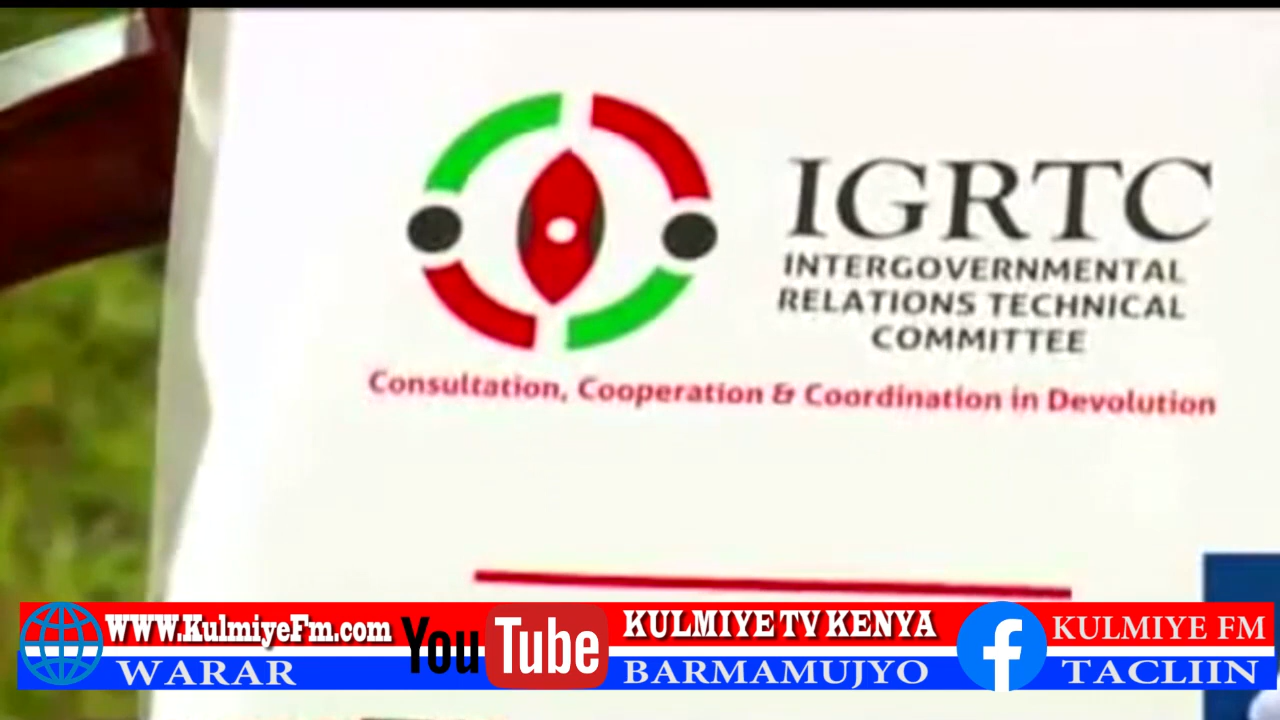 IGRTC
INTERGOVERNMENTAL
RELATIONS TECHNICAL
COMMITTEE
Consultation, Cooperation & Coordination in Devolution
WWW.KulmiyeFm.com
WARAR
YouTube
KULMIYE TV KENYA
BARMAMUJYO
KULMIYE FM
TACLIIN